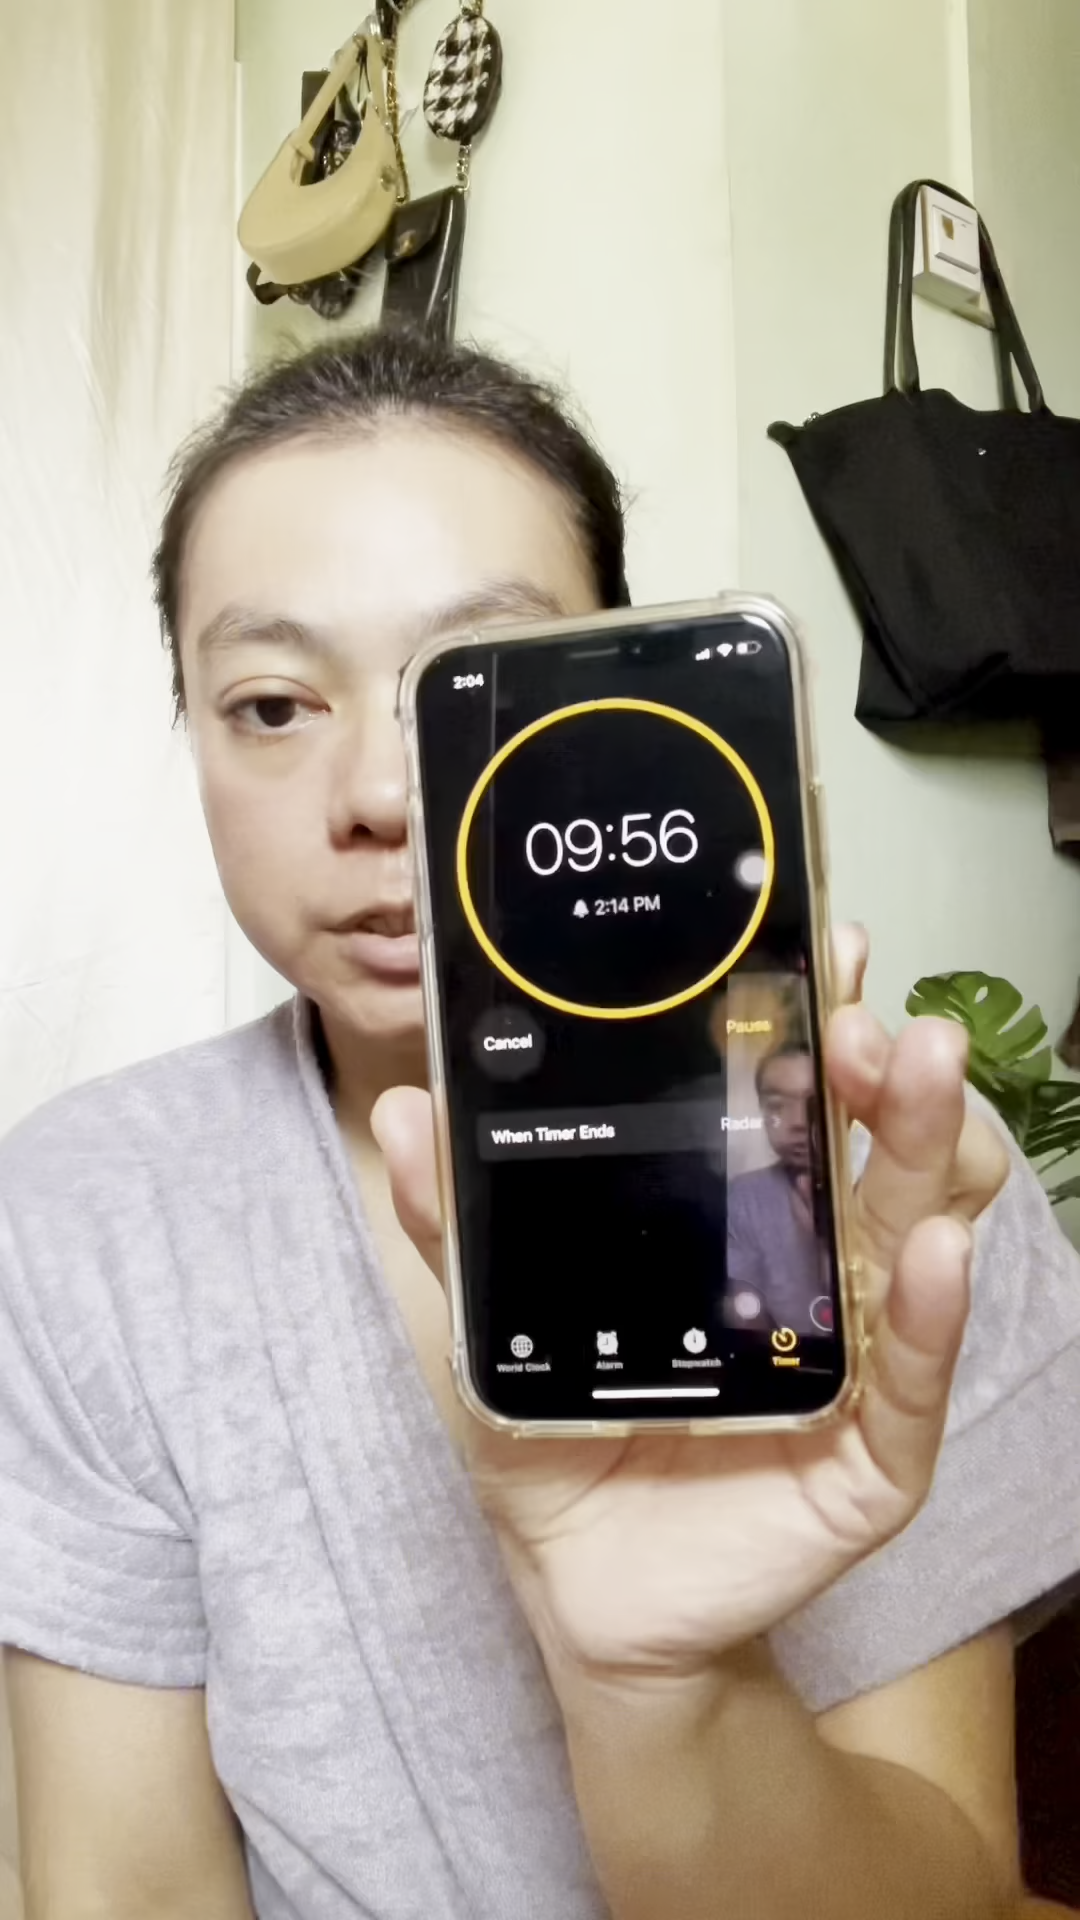 2:04
09:56
2:14 PM
Cancel
Pause
When Timer Ends
Radar
World Clock
Alarm
Stopwatch
Timer